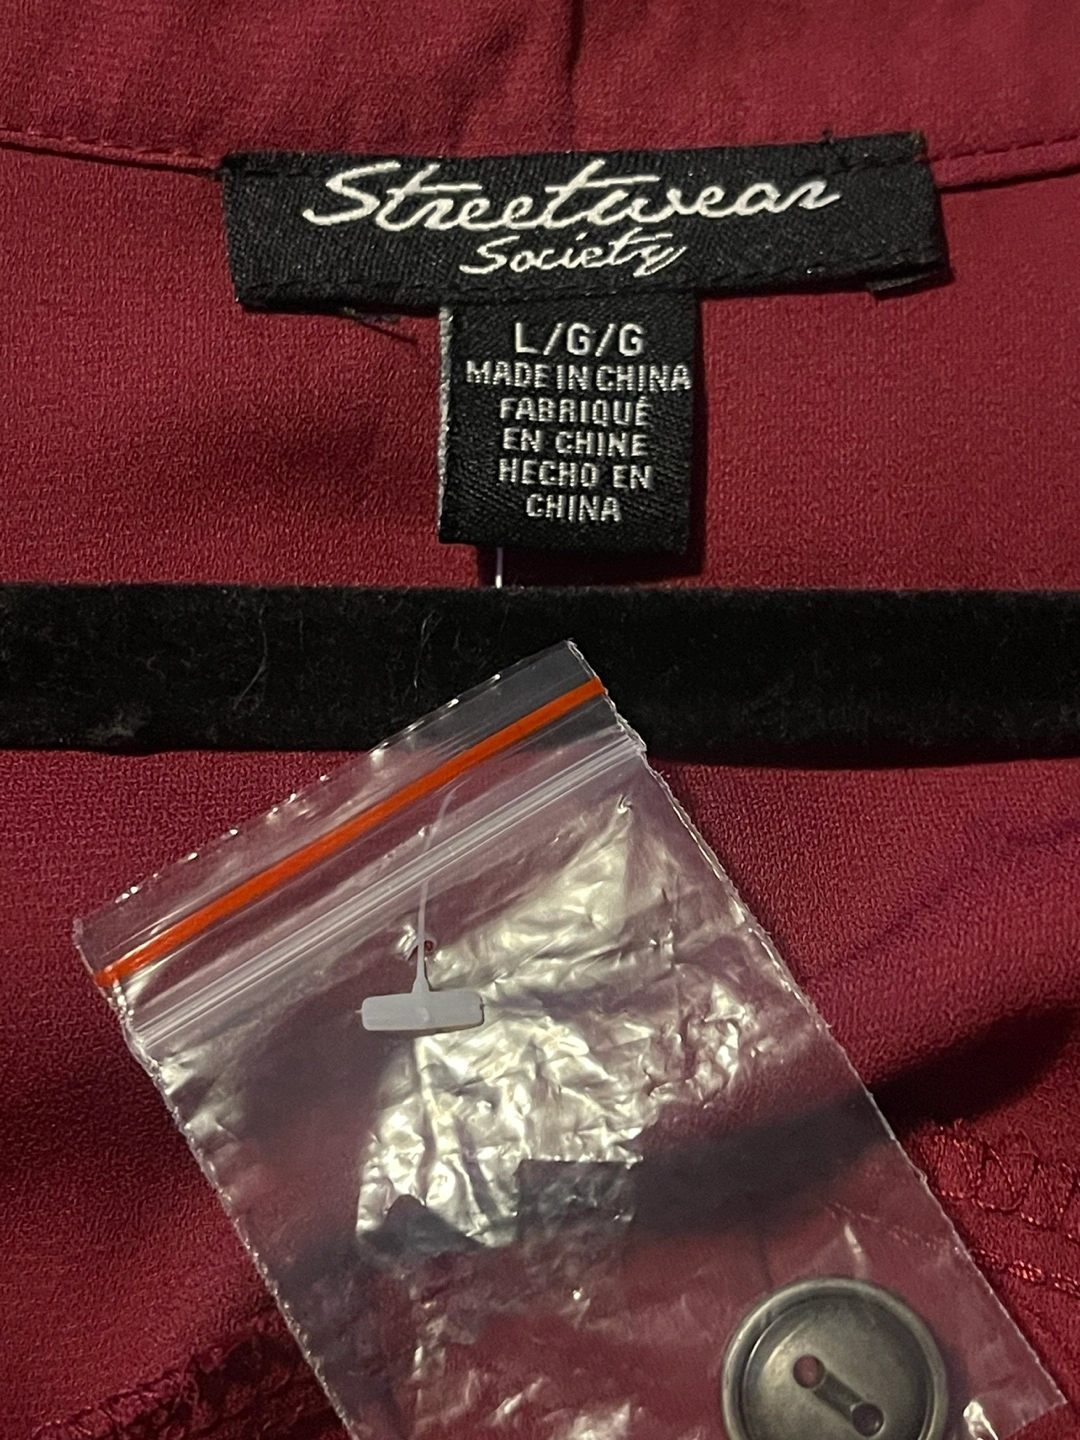 Streetwear
Society
L/G/G
MADE IN CHINA
FABRIQUÉ
EN CHINE
HECHO EN
CHINA